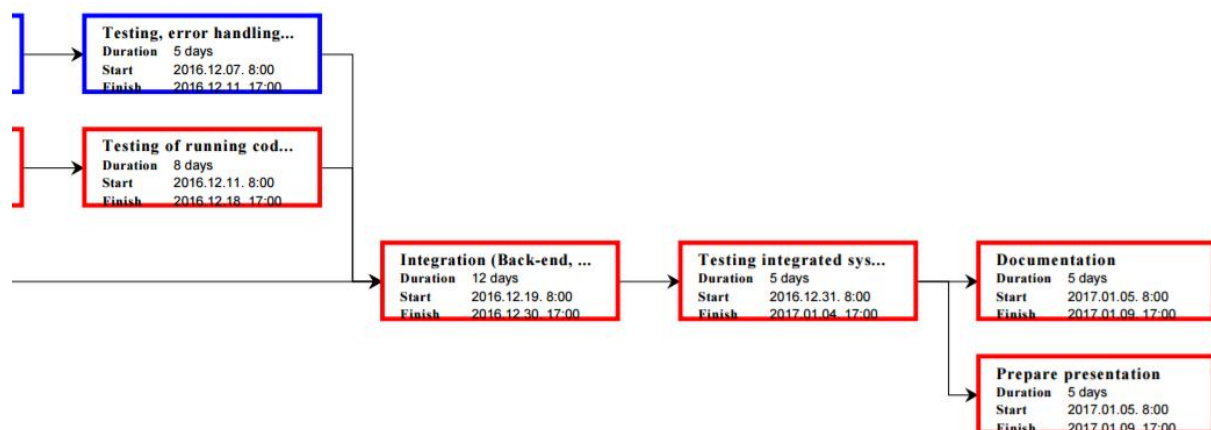 Testing, error handling...
Duration 5 days
Start 2016.12.07. 8:00
Finish 2016.12.11. 17:00
Testing of running cod...
Duration 8 days
Start 2016.12.11. 8:00
Finish 2016.12.18. 17:00
Integration (Back-end, ...
Duration 12 days
Start 2016.12.19. 8:00
Finish 2016.12.30. 17:00
Testing integrated sys...
Duration 5 days
Start 2016.12.31. 8:00
Finish 2017.01.04. 17:00
Documentation
Duration 5 days
Start 2017.01.05. 8:00
Finish 2017.01.09. 17:00
Prepare presentation
Duration 5 days
Start 2017.01.05. 8:00
Finish 2017.01.09. 17:00